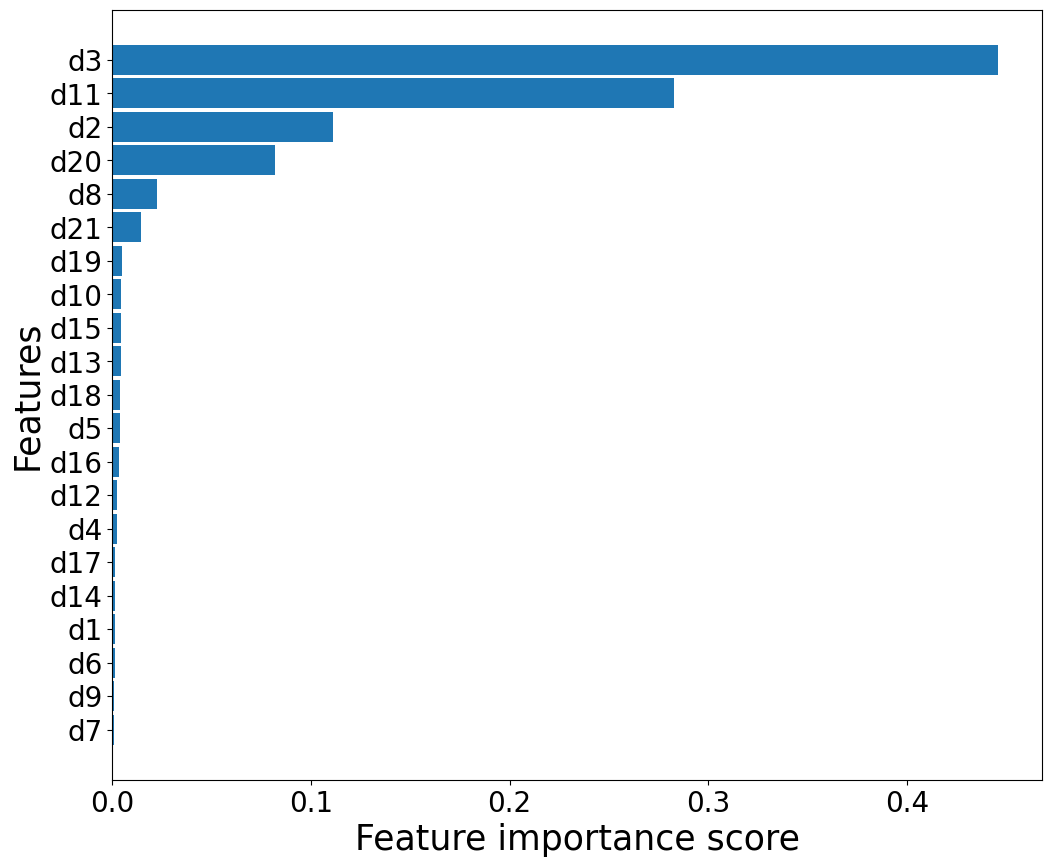 d3
d11
d2
d20
d8
d21
d19
d10
d15
d13
d18
d5
d16
d12
d4
d17
d14
d1
d6
d9
d7
Features
0.0 0.1 0.2 0.3 0.4
Feature importance score